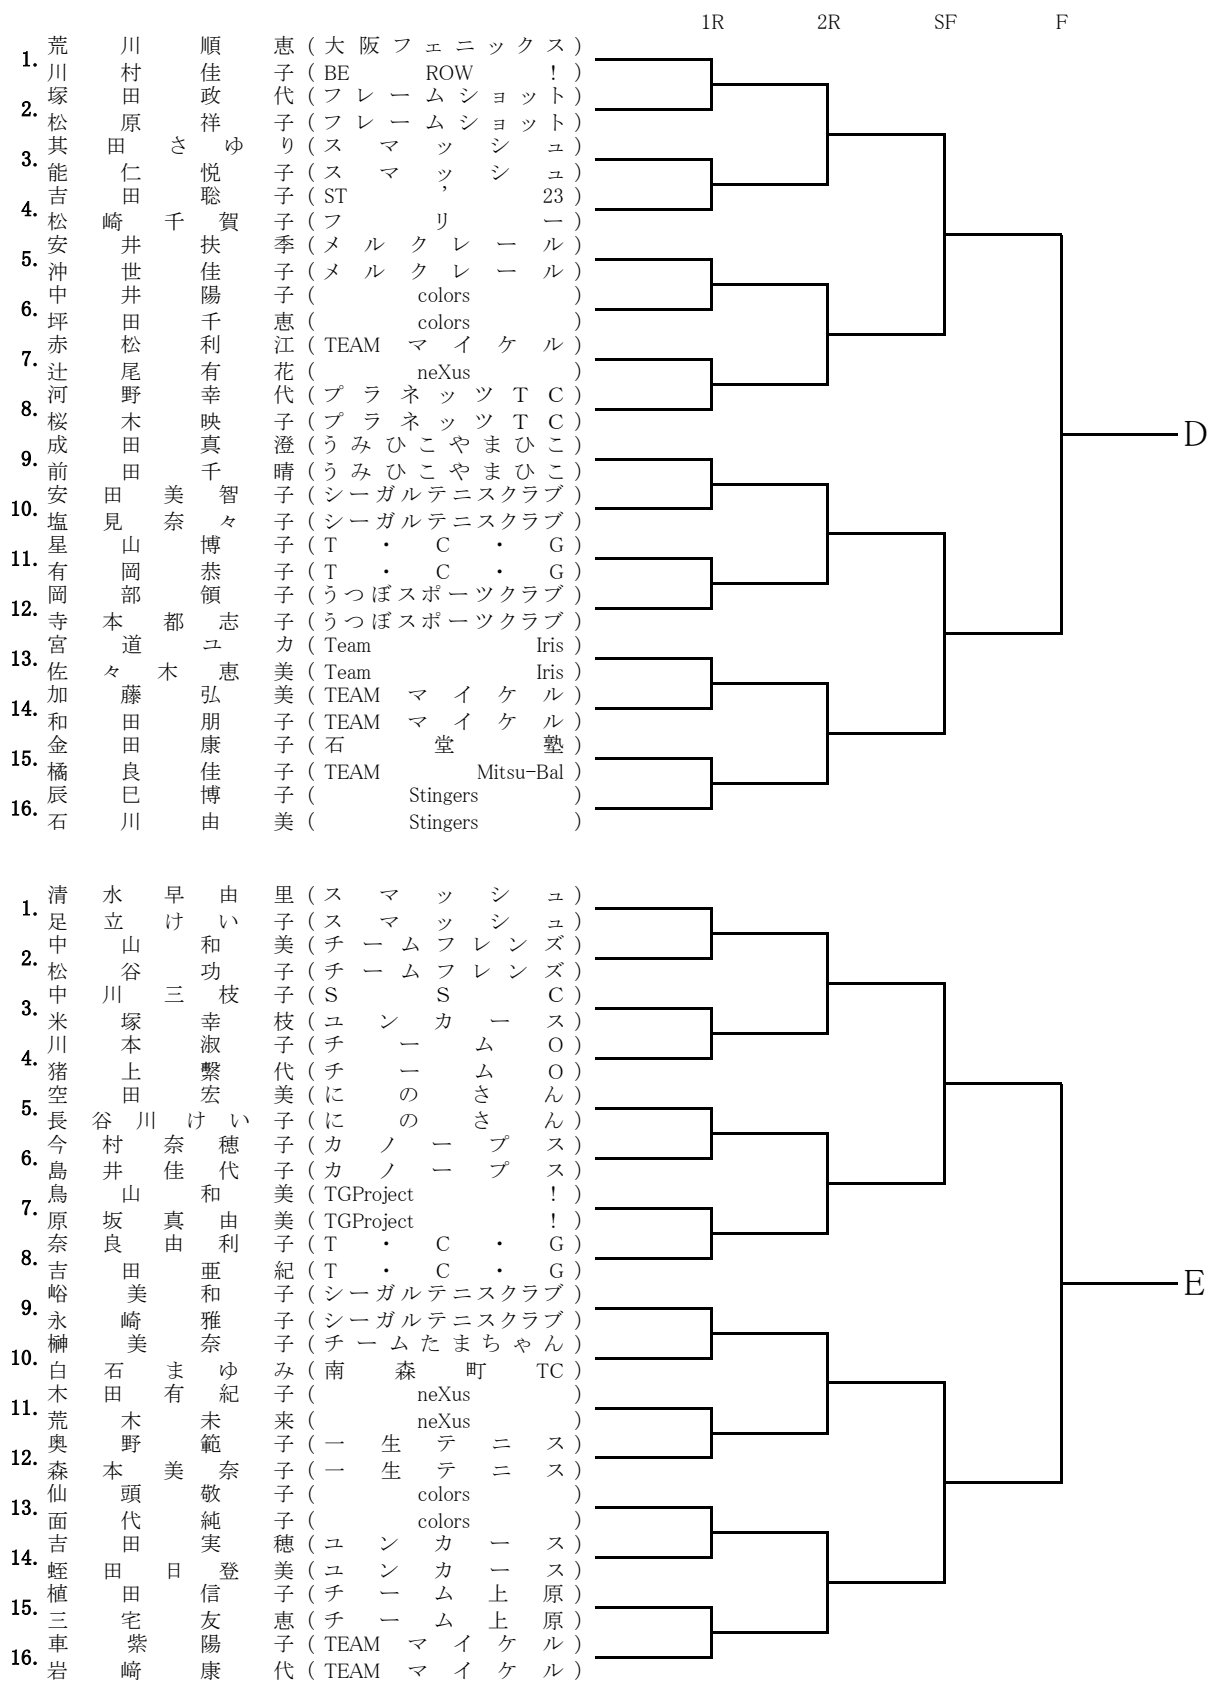 1R 2R SF F
荒川順恵(大阪フェニックス)
1.
川村佳子(BE ROW !)
塚田政代(フレームショット)
2.
松原祥子(フレームショット)
其田さゆり(スマッシュ)
3.
能仁悦子(スマッシュ)
吉田聡子(ST ’ 23)
4.
松崎千賀子(フリー)
安井扶季(メルクレール)
5.
沖世佳子(メルクレール)
中井陽子(colors)
6.
坪田千恵(colors)
赤松利江(TEAM マイケル)
7.
辻尾有花(neXus)
河野幸代(プラネッツTC)
8.
桜木映子(プラネッツTC)
D
成田真澄(うみひこやまひこ)
9.
前田千晴(うみひこやまひこ)
安田美智子(シーガルテニスクラブ)
10.
塩見奈々子(シーガルテニスクラブ)
星山博子(T・C・G)
11.
有岡恭子(T・C・G)
岡部領子(うつぼスポーツクラブ)
12.
寺本都志子(うつぼスポーツクラブ)
宮道ユカ(Team Iris)
13.
佐々木恵美(Team Iris)
加藤弘美(TEAM マイケル)
14.
和田朋子(TEAM マイケル)
金田康子(石堂塾)
15.
橘良佳子(TEAM Mitsu-Bal)
辰巳博子(Stingers)
16.
石川由美(Stingers)
清水早由里(スマッシュ)
1.
足立けい子(スマッシュ)
中山和美(チームフレンズ)
2.
松谷功子(チームフレンズ)
中川三枝子(SSC)
3.
米塚幸枝(ユンカース)
川本淑子(チームO)
4.
猪上繋代(チームO)
空田宏美(にのさん)
5.
長谷川けい子(にのさん)
今村奈穂子(カノープス)
6.
島井佳代子(カノープス)
鳥山和美(TGProject !)
7.
原坂真由美(TGProject !)
奈良由利子(T・C・G)
8.
吉田亜紀(T・C・G)
E
峪美和子(シーガルテニスクラブ)
9.
永崎雅子(シーガルテニスクラブ)
榊美奈子(チームたまちゃん)
10.
白石まゆみ(南森町TC)
木田有紀子(neXus)
11.
荒木未来(neXus)
奥野範子(一生テニス)
12.
森本美奈子(一生テニス)
仙頭敬子(colors)
13.
面代純子(colors)
吉田実穂(ユンカース)
14.
蛭田日登美(ユンカース)
植田信子(チーム上原)
15.
三宅友恵(チーム上原)
車紫陽子(TEAM マイケル)
16.
岩﨑康代(TEAM マイケル)